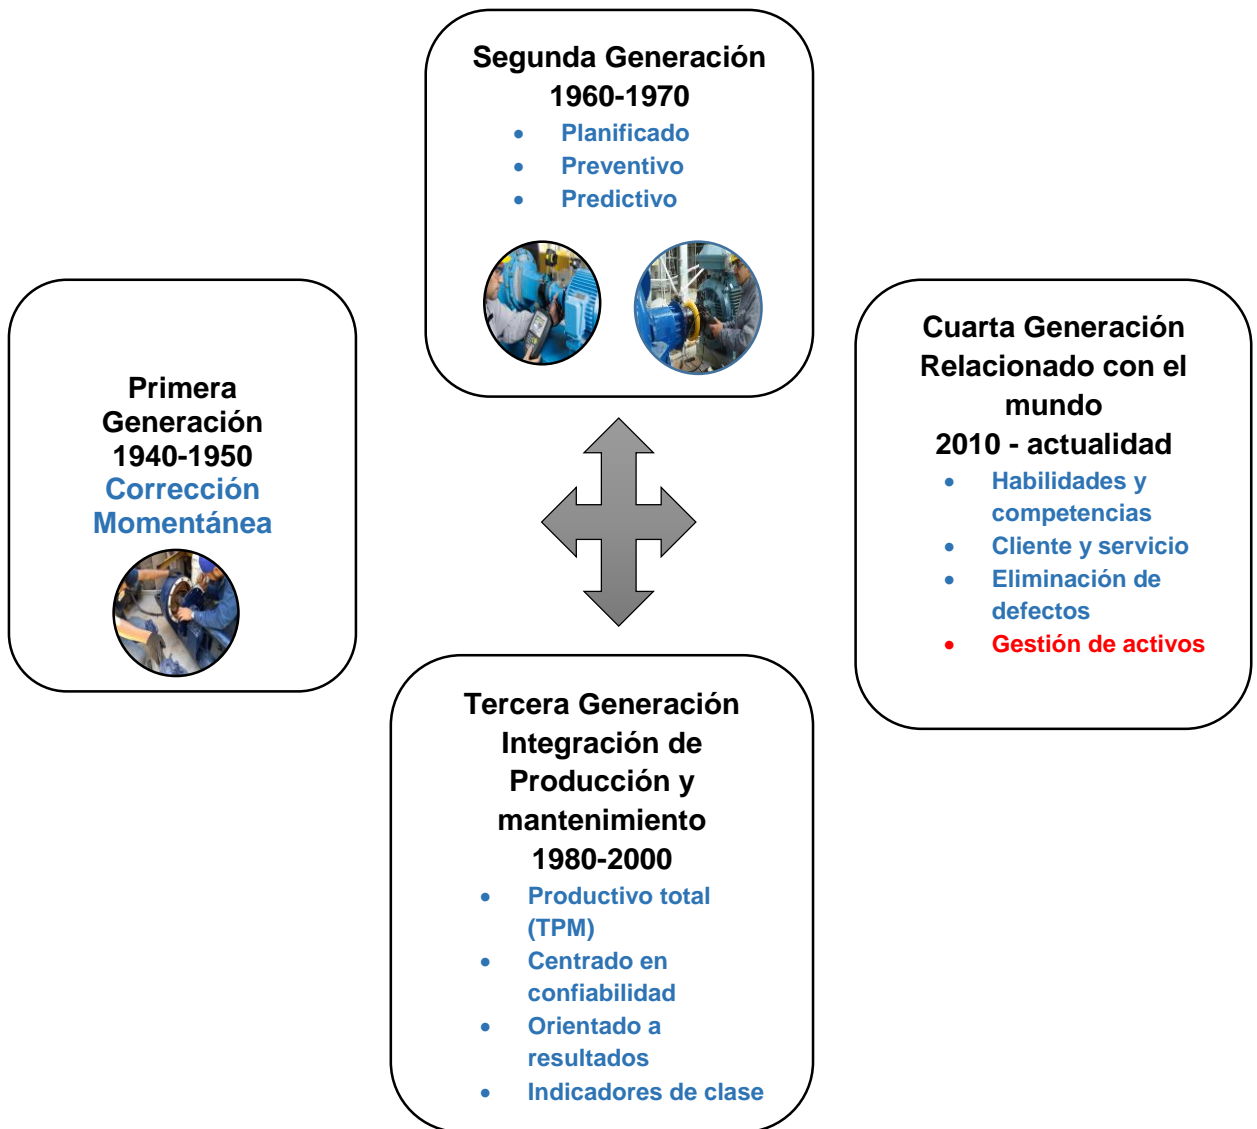 Segunda Generación
1960-1970
• Planificado
• Preventivo
• Predictivo
Primera
Generación
1940-1950
Corrección
Momentánea
Cuarta Generación
Relacionado con el
mundo
2010 - actualidad
• Habilidades y
competencias
• Cliente y servicio
• Eliminación de
defectos
• Gestión de activos
Tercera Generación
Integración de
Producción y
mantenimiento
1980-2000
• Productivo total
(TPM)
• Centrado en
confiabilidad
• Orientado a
resultados
• Indicadores de clase